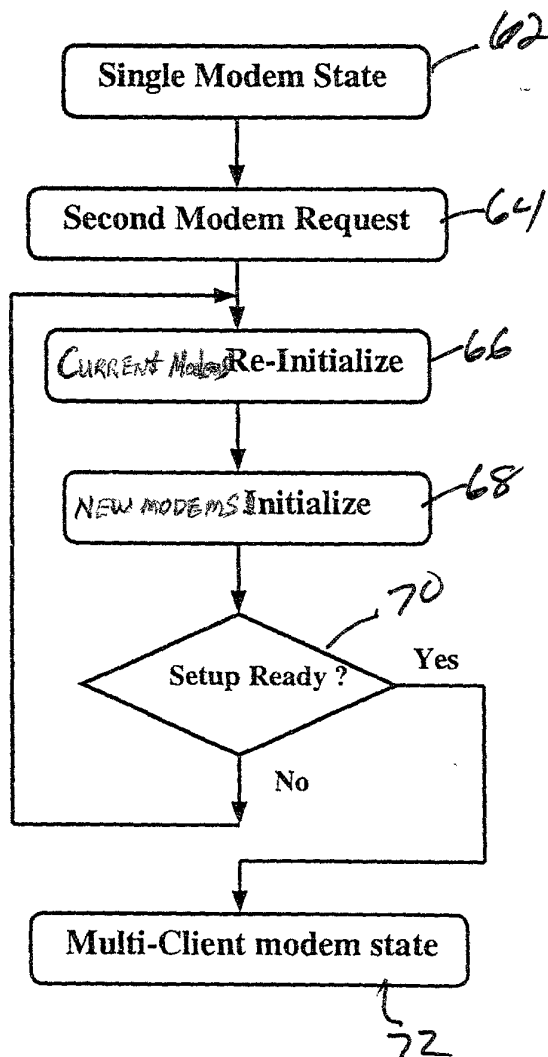 62
Single Modem State
Second Modem Request
64
CURRENT Modems Re-Initialize
66
NEW MODEMS Initialize
68
70
Setup Ready ?
Yes
No
Multi-Client modem state
72